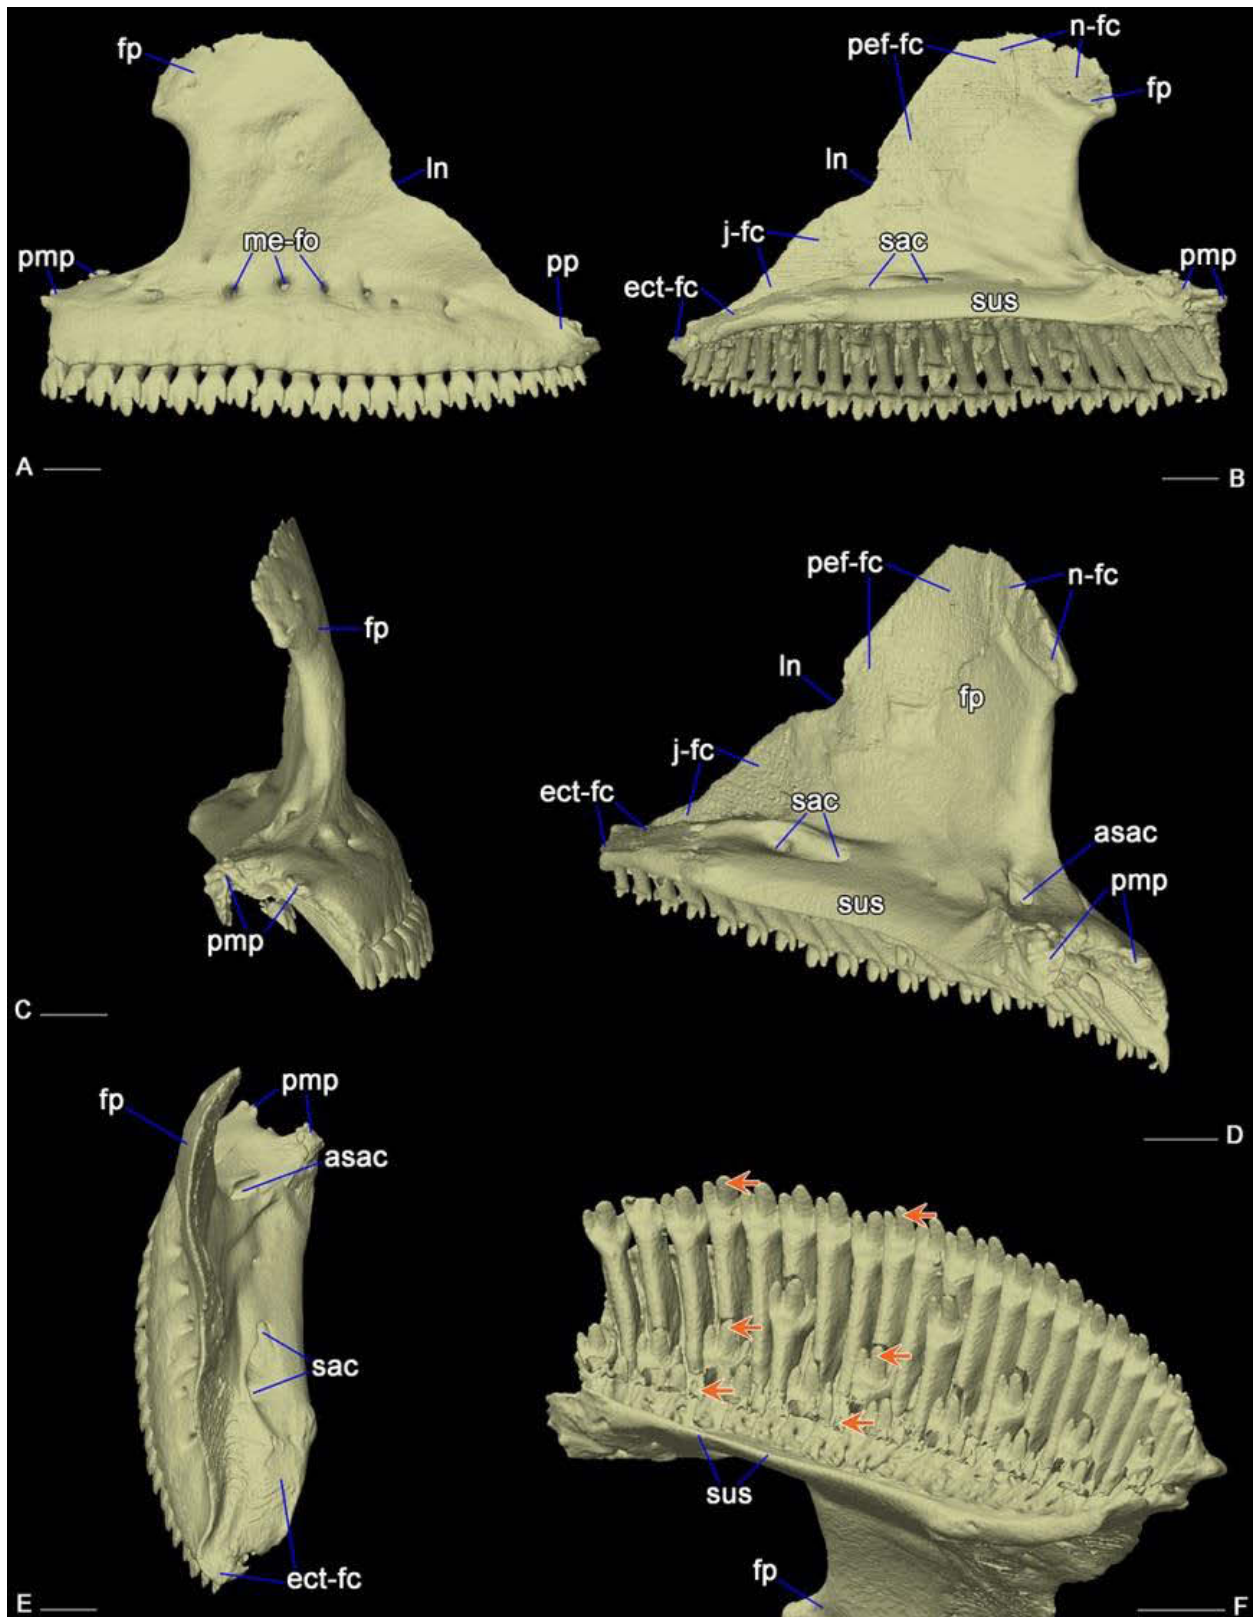 fp
ln
me-fo
pmp
pp
A
n-fc
pef-fc
fp
ln
j-fc
sac
pmp
ect-fc
sus
B
fp
pmp
C
pef-fc
n-fc
ln
fp
j-fc
ect-fc
sac
asac
pmp
sus
D
pmp
fp
asac
sac
ect-fc
E
sus
fp
F